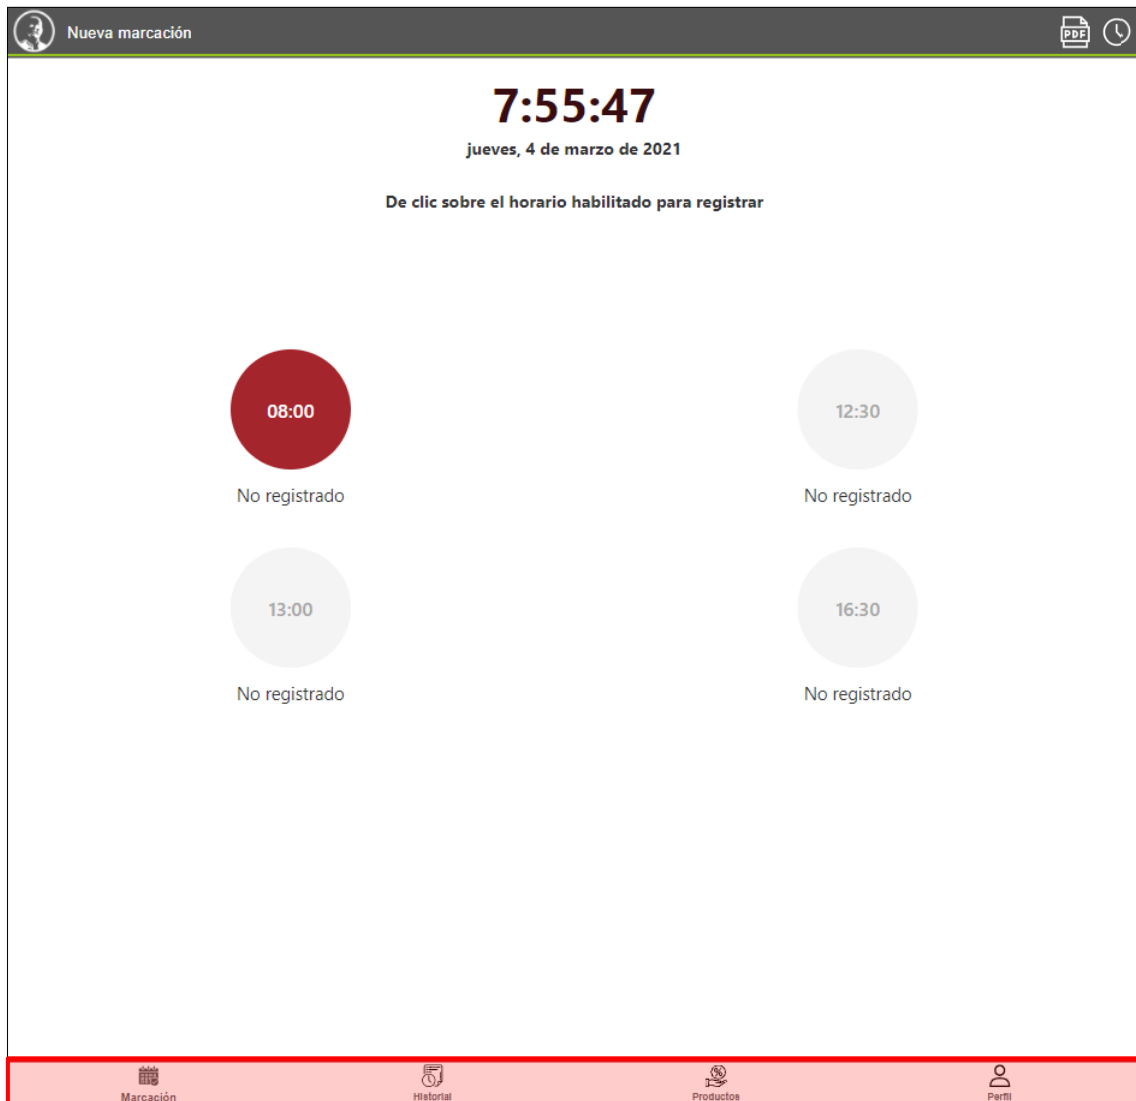 Nueva marcación
PDF
7:55:47
jueves, 4 de marzo de 2021
De clic sobre el horario habilitado para registrar
08:00
12:30
No registrado
No registrado
13:00
16:30
No registrado
No registrado
Marcación
Historial
Productos
Perfil